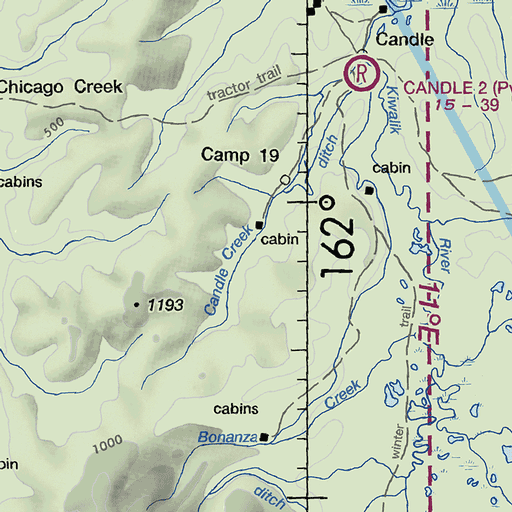 Candle
R
CANDLE 2 (Pv
15 – 39
Chicago Creek
tractor trail
Kiwalik
500
ditch
Camp 19
cabin
cabins
162°
cabin
Candle Creek
River
1193
11°E
trail
Creek
cabins
Bonanza
1000
winter
bin
ditch